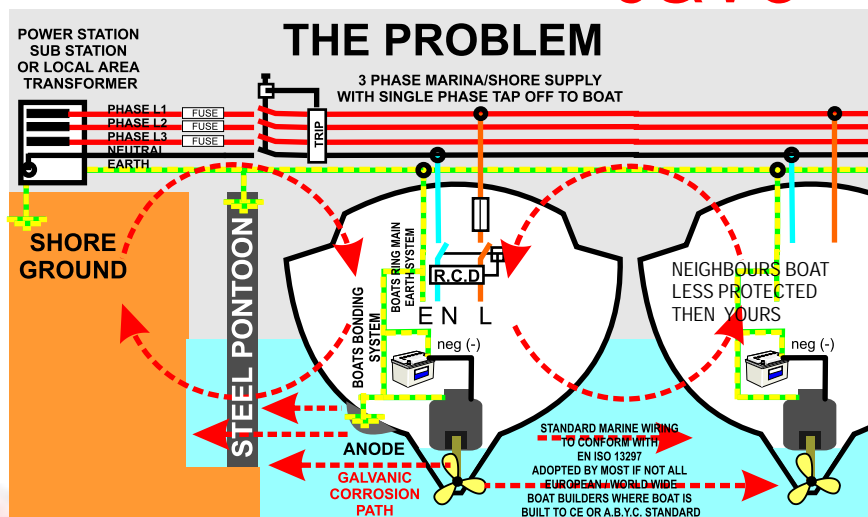 THE PROBLEM
POWER STATION
SUB STATION
OR LOCAL AREA
TRANSFORMER
3 PHASE MARINA/SHORE SUPPLY
WITH SINGLE PHASE TAP OFF TO BOAT
PHASE L1
FUSE
PHASE L2
FUSE
PHASE L3
FUSE
NEUTRAL
EARTH
TRIP
SHORE
GROUND
STEEL PONTOON
BOATS RING MAIN
EARTH SYSTEM
R.C.D
E N L
BOATS BONDING
SYSTEM
neg (-)
NEIGHBOURS BOAT
LESS PROTECTED
THEN YOURS
neg (-)
ANODE
GALVANIC
CORROSION
PATH
STANDARD MARINE WIRING
TO CONFORM WITH
EN ISO 13297
ADOPTED BY MOST IF NOT ALL
EUROPEAN / WORLD WIDE
BOAT BUILDERS WHERE BOAT IS
BUILT TO CE OR A.B.Y.C. STANDARD